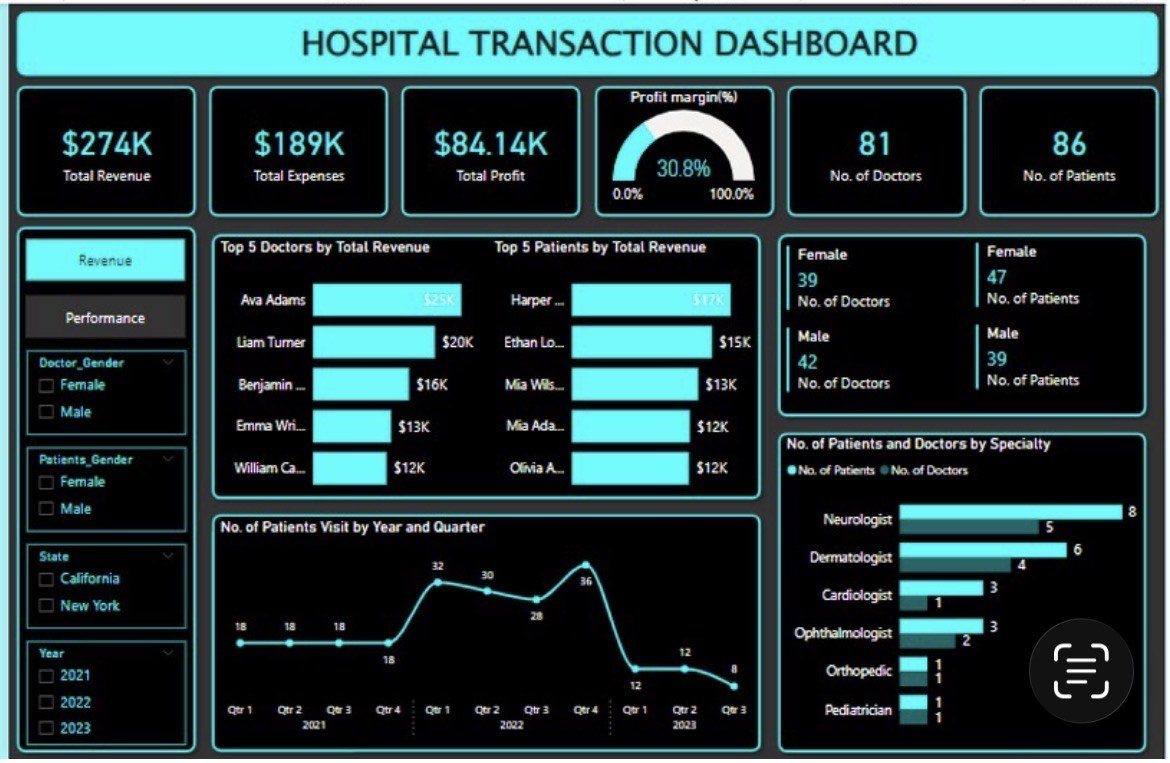 HOSPITAL TRANSACTION DASHBOARD
$274K
Total Revenue
$189K
Total Expenses
$84.14K
Total Profit
Profit margin(%)
30.8%
0.0%
100.0%
81
No. of Doctors
86
No. of Patients
Revenue
Performance
Doctor_Gender
Female
Male
Patients_Gender
Female
Male
State
California
New York
Year
2021
2022
2023
Top 5 Doctors by Total Revenue
Ava Adams $25K
Liam Turner $20K
Benjamin ... $16K
Emma Wri... $13K
William Ca... $12K
Top 5 Patients by Total Revenue
Harper ... $17K
Ethan Lo... $15K
Mia Wils... $13K
Mia Ada... $12K
Olivia A... $12K
Female
39
No. of Doctors
Female
47
No. of Patients
Male
42
No. of Doctors
Male
39
No. of Patients
No. of Patients Visit by Year and Quarter
18 18 18 18 32 30 28 36 12 12 8
Qtr 1 Qtr 2 Qtr 3 Qtr 4 Qtr 1 Qtr 2 Qtr 3 Qtr 4 Qtr 1 Qtr 2 Qtr 3
2021 2022 2023
No. of Patients and Doctors by Specialty
No. of Patients No. of Doctors
Neurologist 8
5
Dermatologist 6
4
Cardiologist 3
1
Ophthalmologist 3
2
Orthopedic 1
1
Pediatrician 1
1